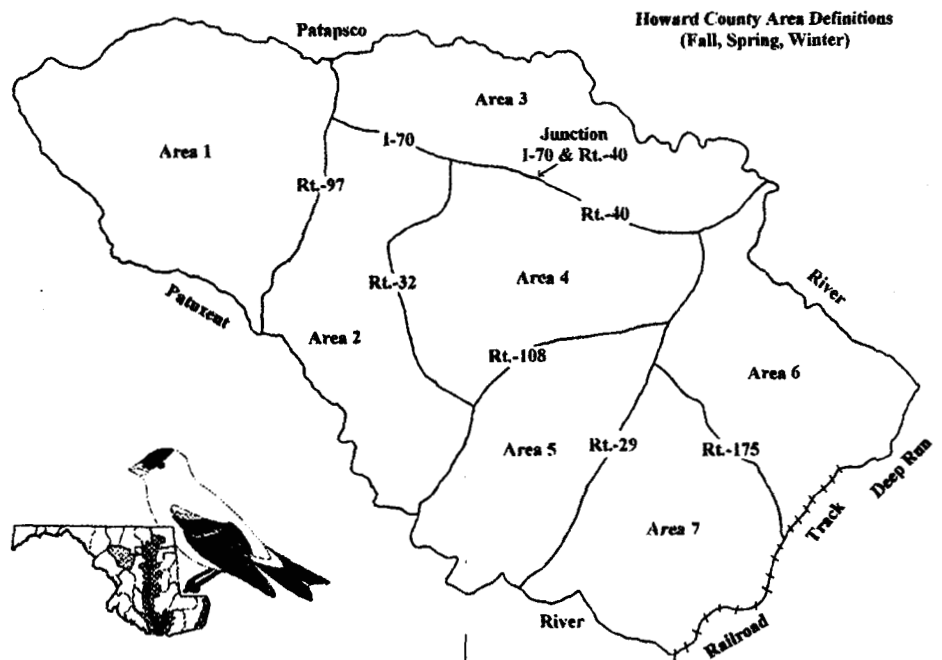 Howard County Area Definitions
(Fall, Spring, Winter)
Patapsco
Area 3
Junction
I-70 & Rt.-40
I-70
Area 1
Rt.-97
Rt.-40
Rt.-32
Area 4
River
Patuxent
Area 2
Rt.-108
Area 6
Area 5
Rt.-29
Rt.-175
Deep Run
Track
Area 7
River
Railroad